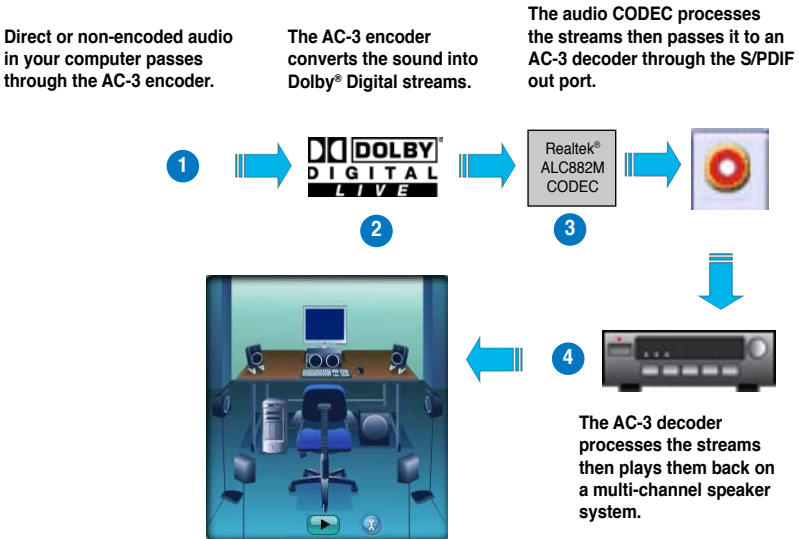 Direct or non-encoded audio
in your computer passes
through the AC-3 encoder.
The AC-3 encoder
converts the sound into
Dolby® Digital streams.
The audio CODEC processes
the streams then passes it to an
AC-3 decoder through the S/PDIF
out port.
1
DOLBY®
DIGITAL
LIVE
2
Realtek®
ALC882M
CODEC
3
4
The AC-3 decoder
processes the streams
then plays them back on
a multi-channel speaker
system.